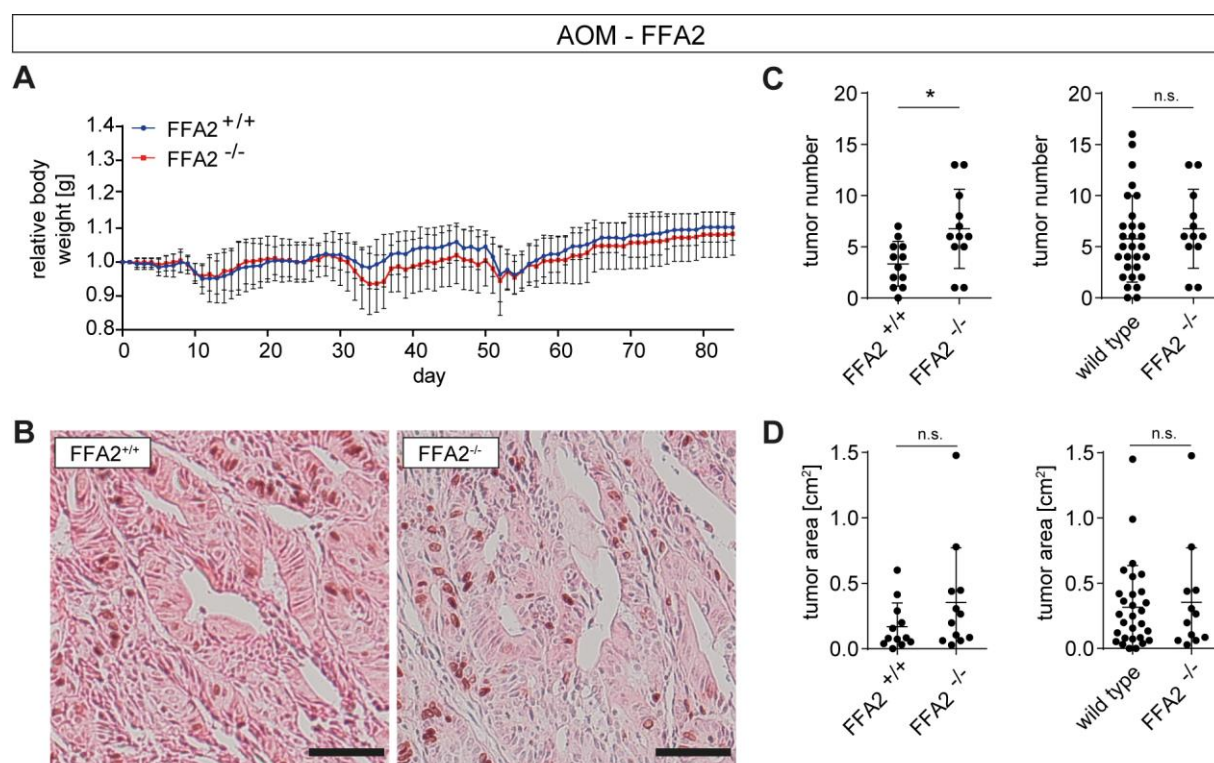 AOM - FFA2
A
relative body
weight [g]
1.4
1.3
1.2
1.1
1.0
0.9
0.8
FFA2 +/+
FFA2 -/-
0 10 20 30 40 50 60 70 80
day
B
FFA2+/+
FFA2-/-
C
tumor number
20
15
10
5
0
*
FFA2 +/+
FFA2 -/-
tumor number
20
15
10
5
0
n.s.
wild type
FFA2 -/-
D
tumor area [cm²]
1.5
1.0
0.5
0.0
n.s.
FFA2 +/+
FFA2 -/-
tumor area [cm²]
1.5
1.0
0.5
0.0
n.s.
wild type
FFA2 -/-